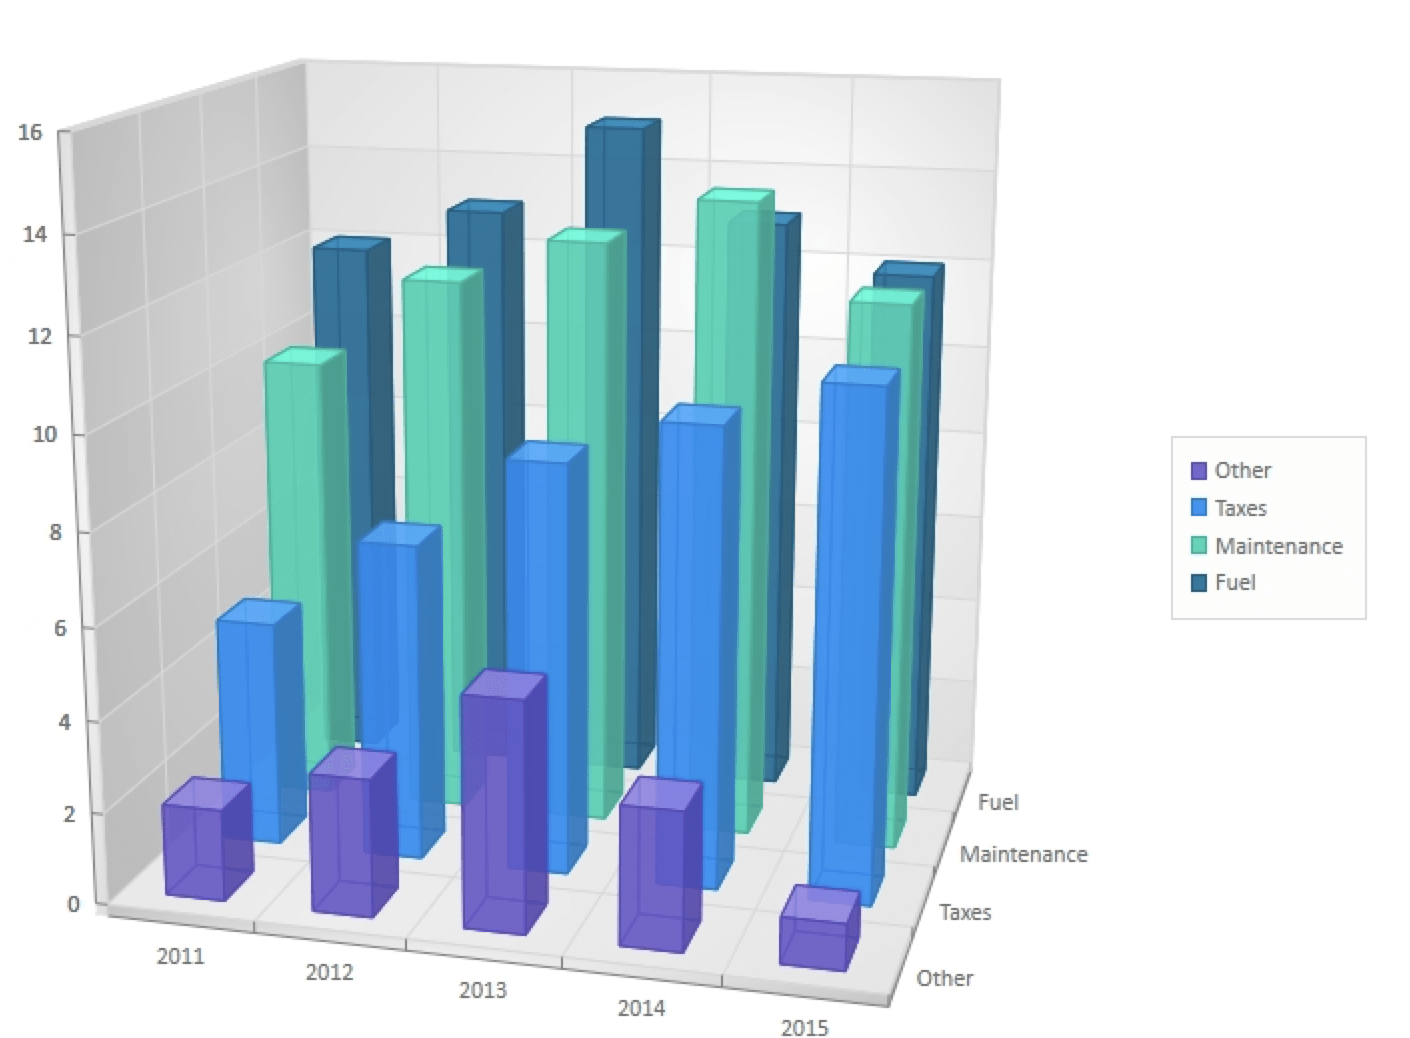 16
14
12
10
8
6
4
2
0
2011
2012
2013
2014
2015
Fuel
Maintenance
Taxes
Other
Other
Taxes
Maintenance
Fuel